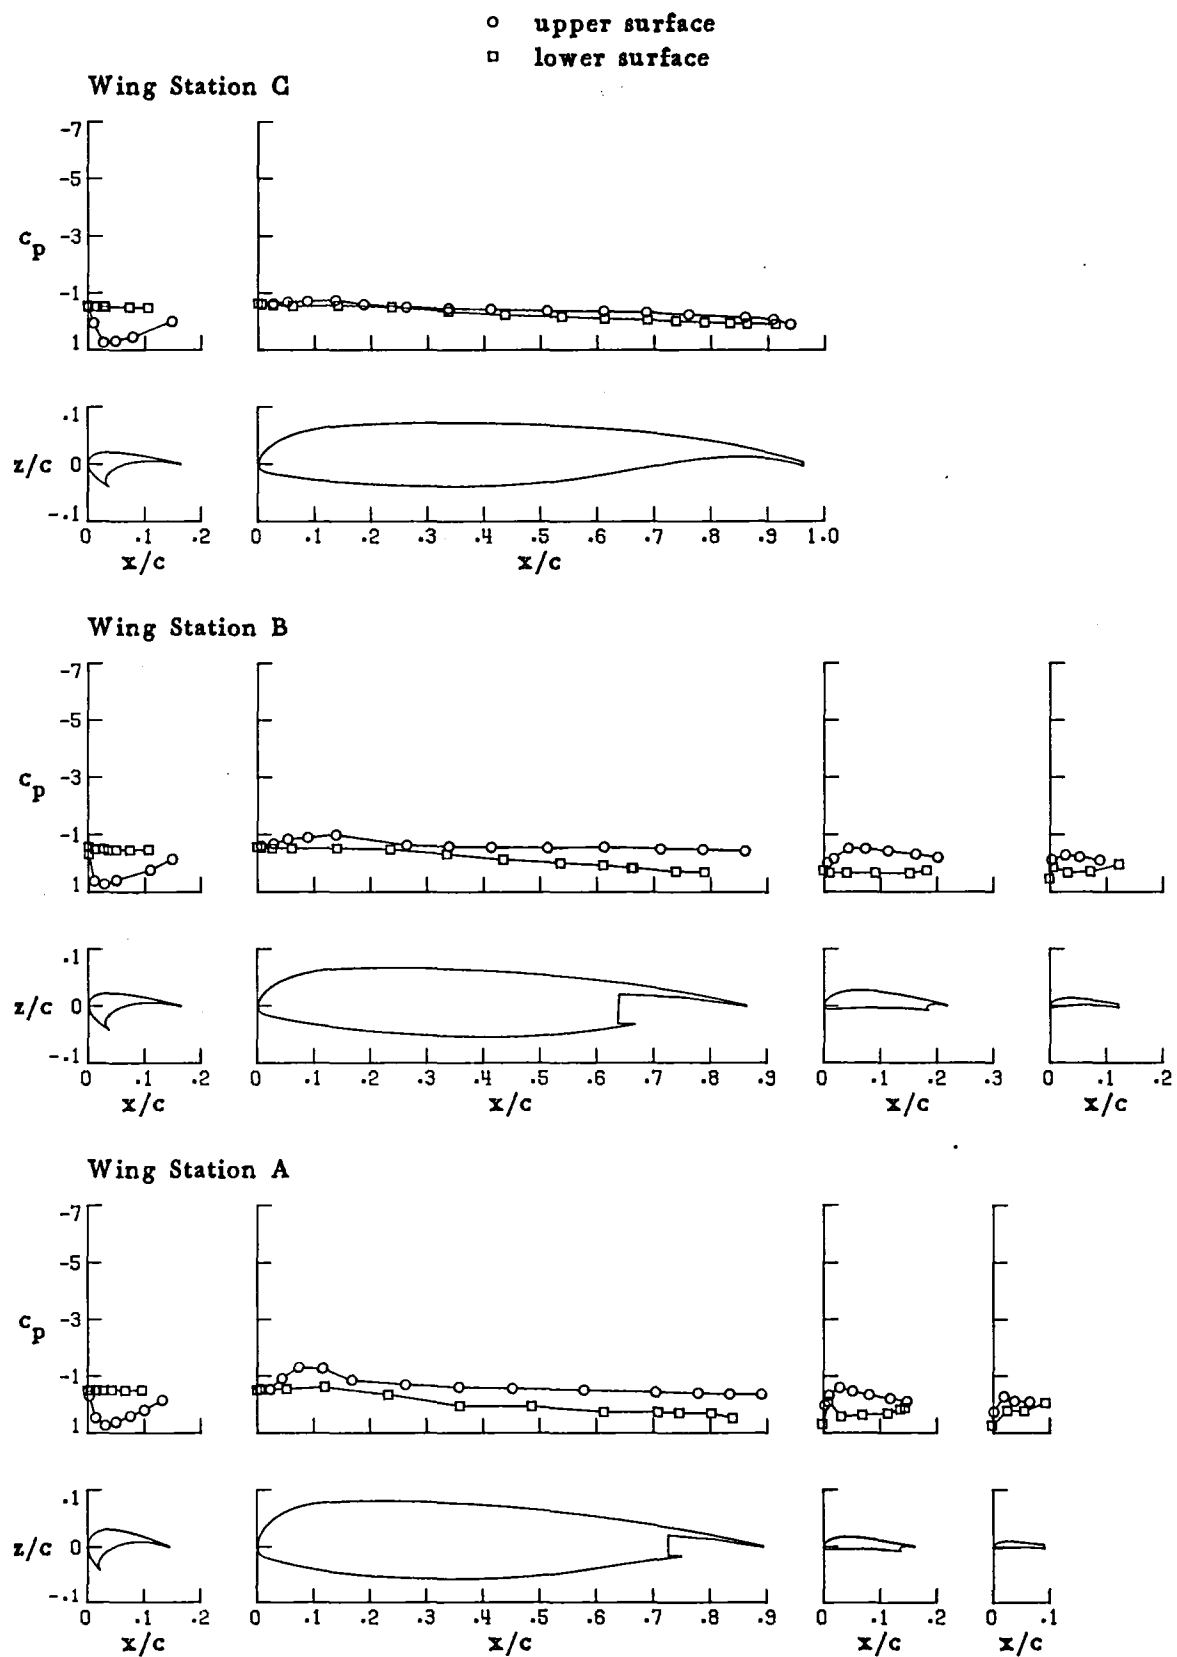 upper surface
lower surface
Wing Station C
-7
-5
-3
-1
1
c_p
.1
0
-.1
z/c
0 .1 .2
0 .1 .2 .3 .4 .5 .6 .7 .8 .9 1.0
x/c x/c
Wing Station B
-7
-5
-3
-1
1
c_p
.1
0
-.1
z/c
0 .1 .2
0 .1 .2 .3 .4 .5 .6 .7 .8 .9
0 .1 .2 .3
0 .1 .2
x/c x/c x/c x/c
Wing Station A
-7
-5
-3
-1
1
c_p
.1
0
-.1
z/c
0 .1 .2
0 .1 .2 .3 .4 .5 .6 .7 .8 .9
0 .1 .2
0 .1
x/c x/c x/c x/c